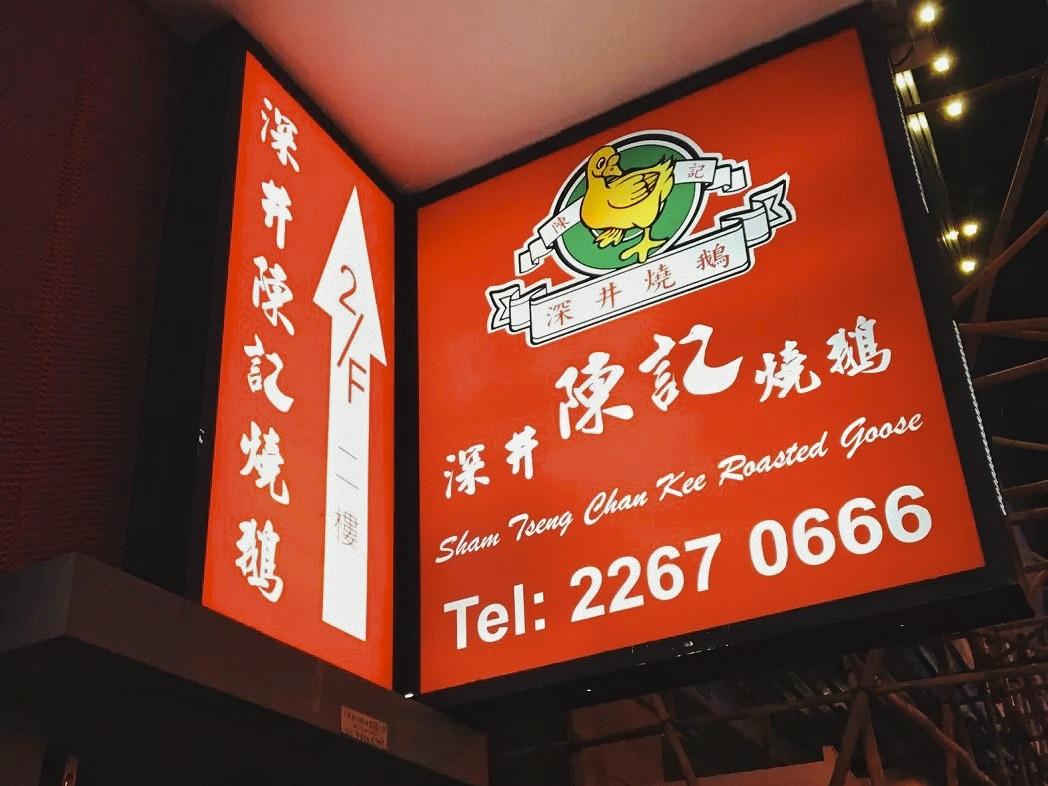 深井陳記燒鵝
2/F 二樓
陳記
深井燒鵝
深井陳記燒鵝
Sham Tseng Chan Kee Roasted Goose
Tel: 2267 0666